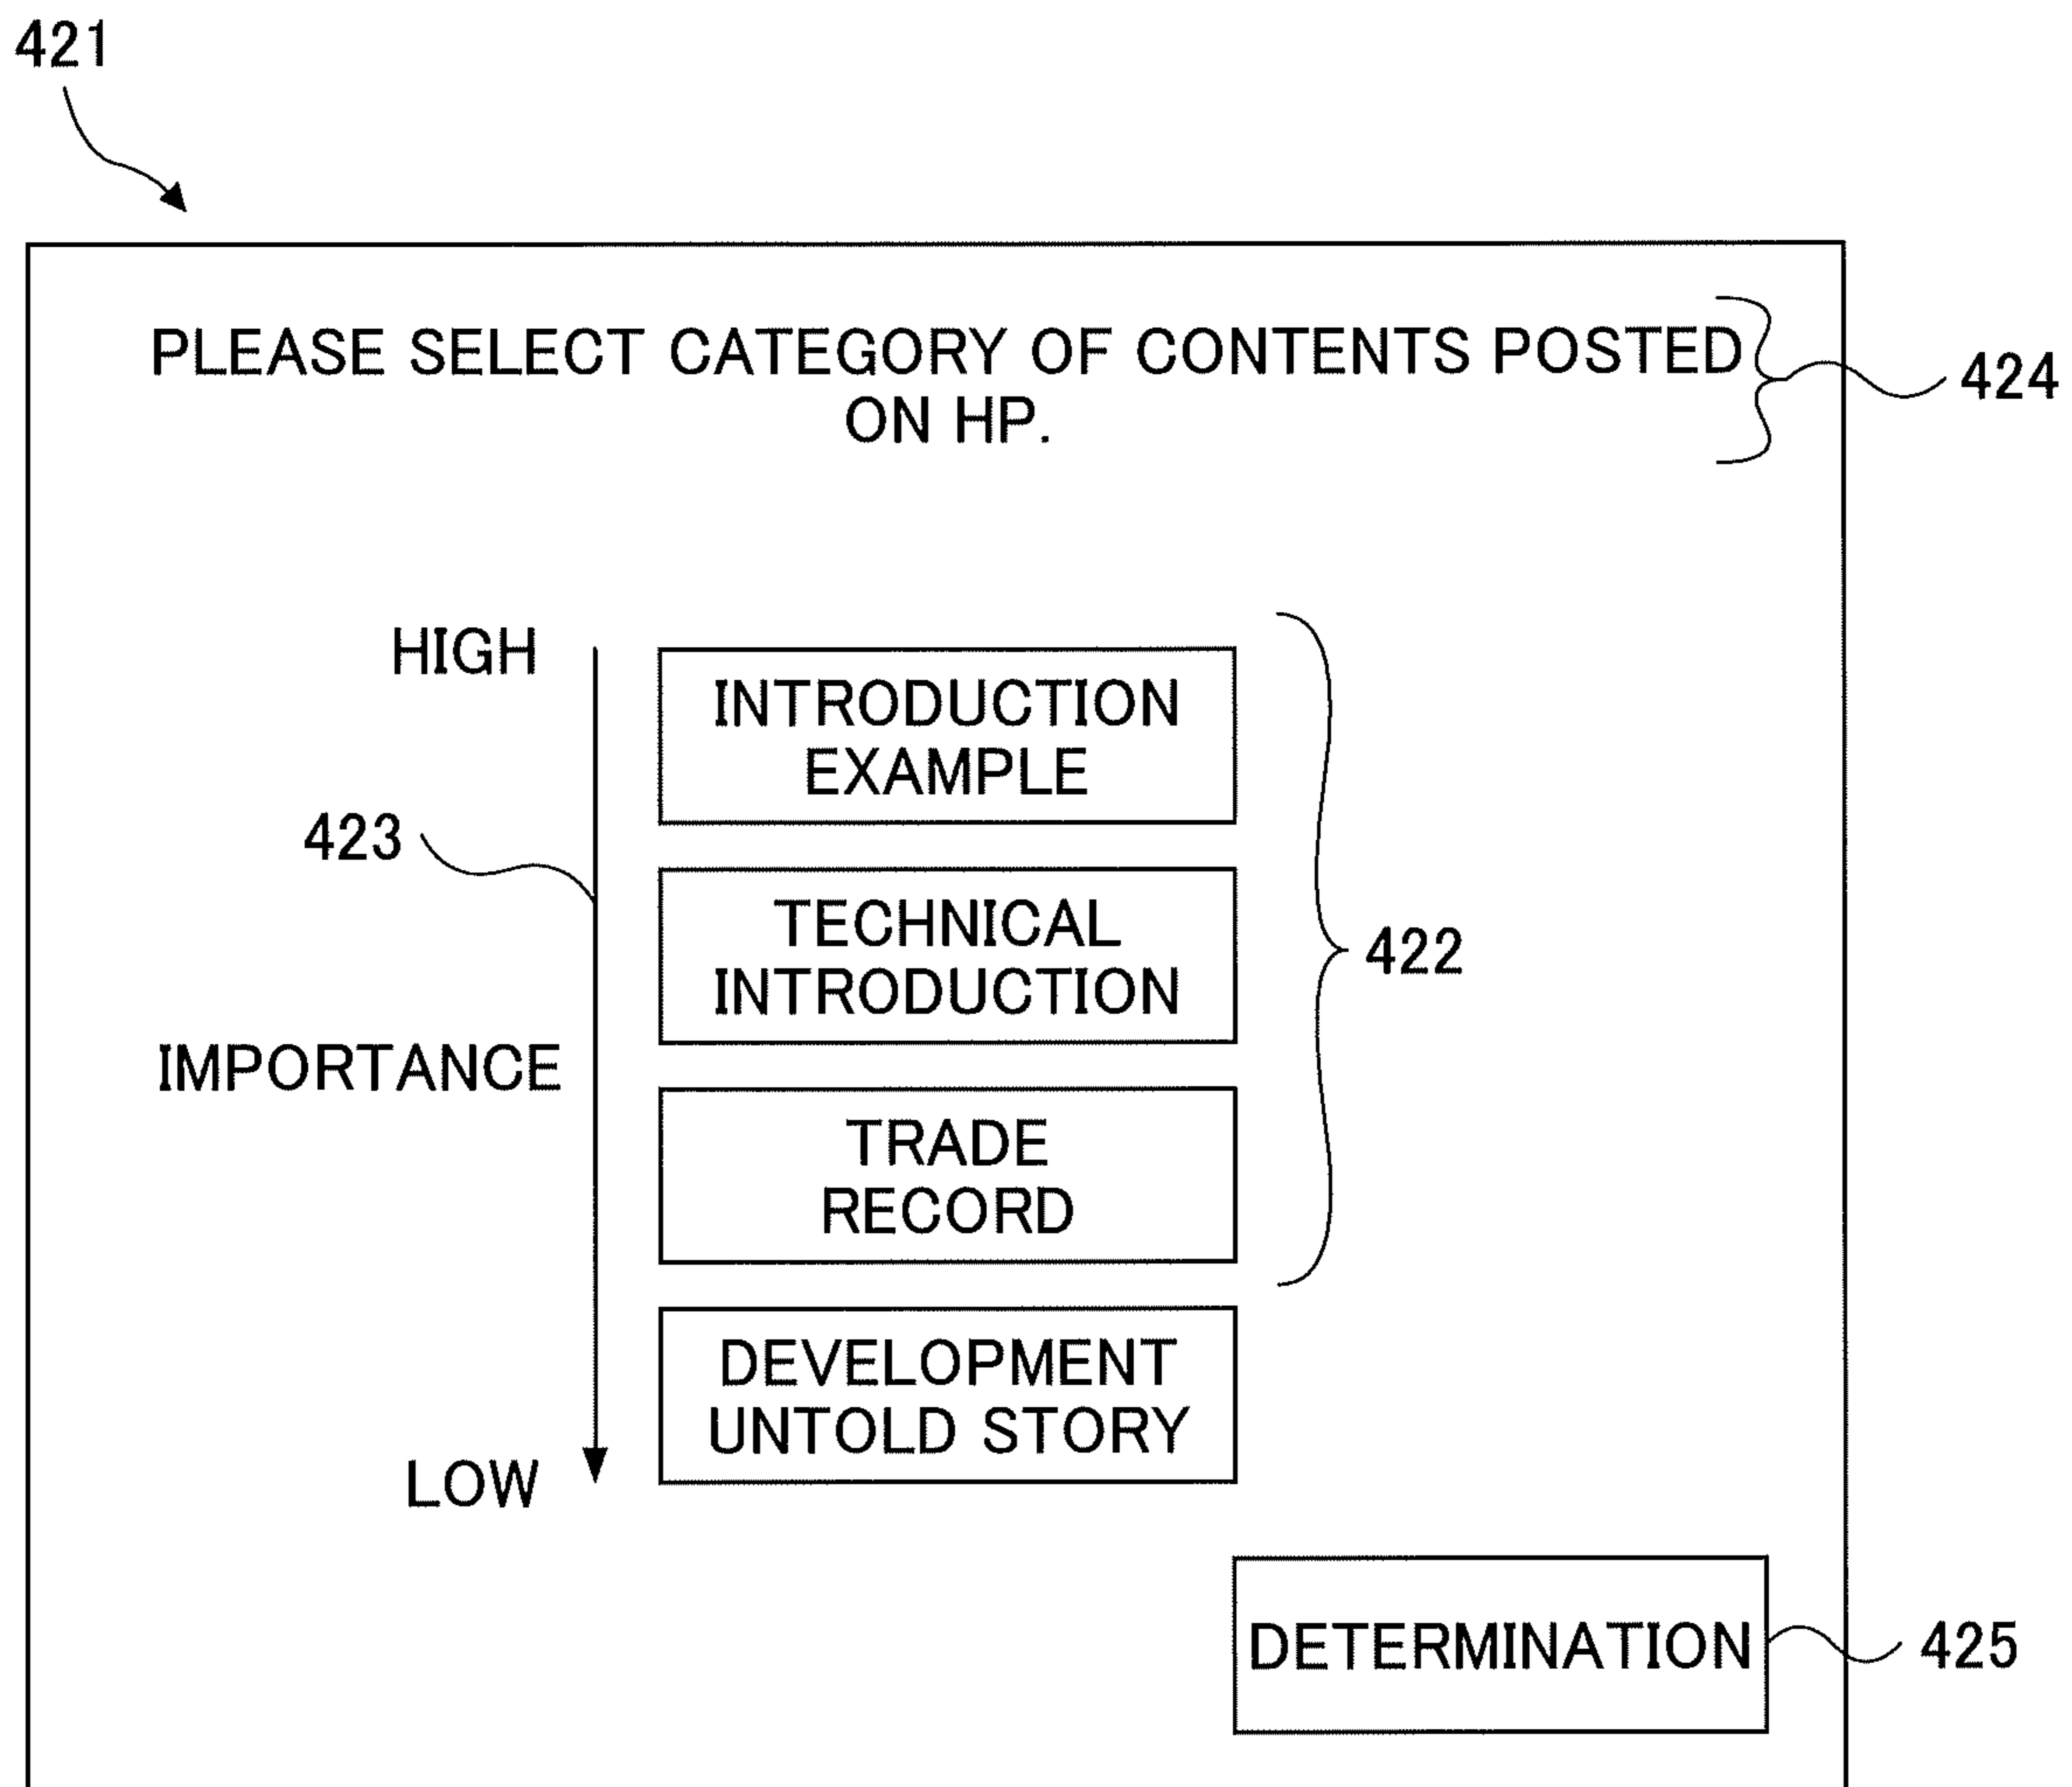 421
PLEASE SELECT CATEGORY OF CONTENTS POSTED
ON HP.
424
HIGH
INTRODUCTION
EXAMPLE
423
TECHNICAL
INTRODUCTION
422
IMPORTANCE
TRADE
RECORD
DEVELOPMENT
UNTOLD STORY
LOW
DETERMINATION
425